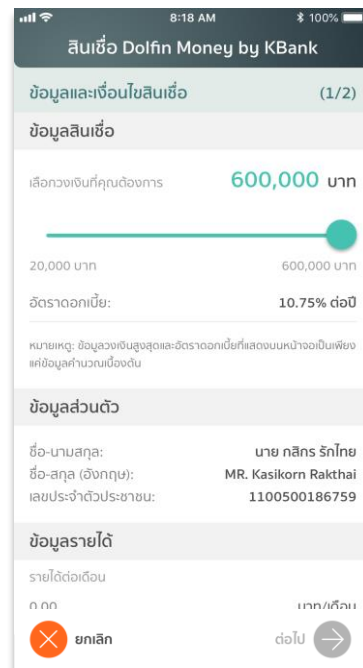 8:18 AM
100%
สินเชื่อ Dolfin Money by KBank
ข้อมูลและเงื่อนไขสินเชื่อ (1/2)
ข้อมูลสินเชื่อ
เลือกวงเงินที่คุณต้องการ 600,000 บาท
20,000 บาท 600,000 บาท
อัตราดอกเบี้ย: 10.75% ต่อปี
หมายเหตุ: ข้อมูลวงเงินสูงสุดและอัตราดอกเบี้ยที่แสดงบนหน้าจอเป็นเพียง
แค่ข้อมูลคำนวณเบื้องต้น
ข้อมูลส่วนตัว
ชื่อ-นามสกุล: นาย กสิกร รักไทย
ชื่อ-สกุล (อังกฤษ): MR. Kasikorn Rakthai
เลขประจำตัวประชาชน: 1100500186759
ข้อมูลรายได้
รายได้ต่อเดือน
0.00 บาท/เดือน
ยกเลิก ต่อไป